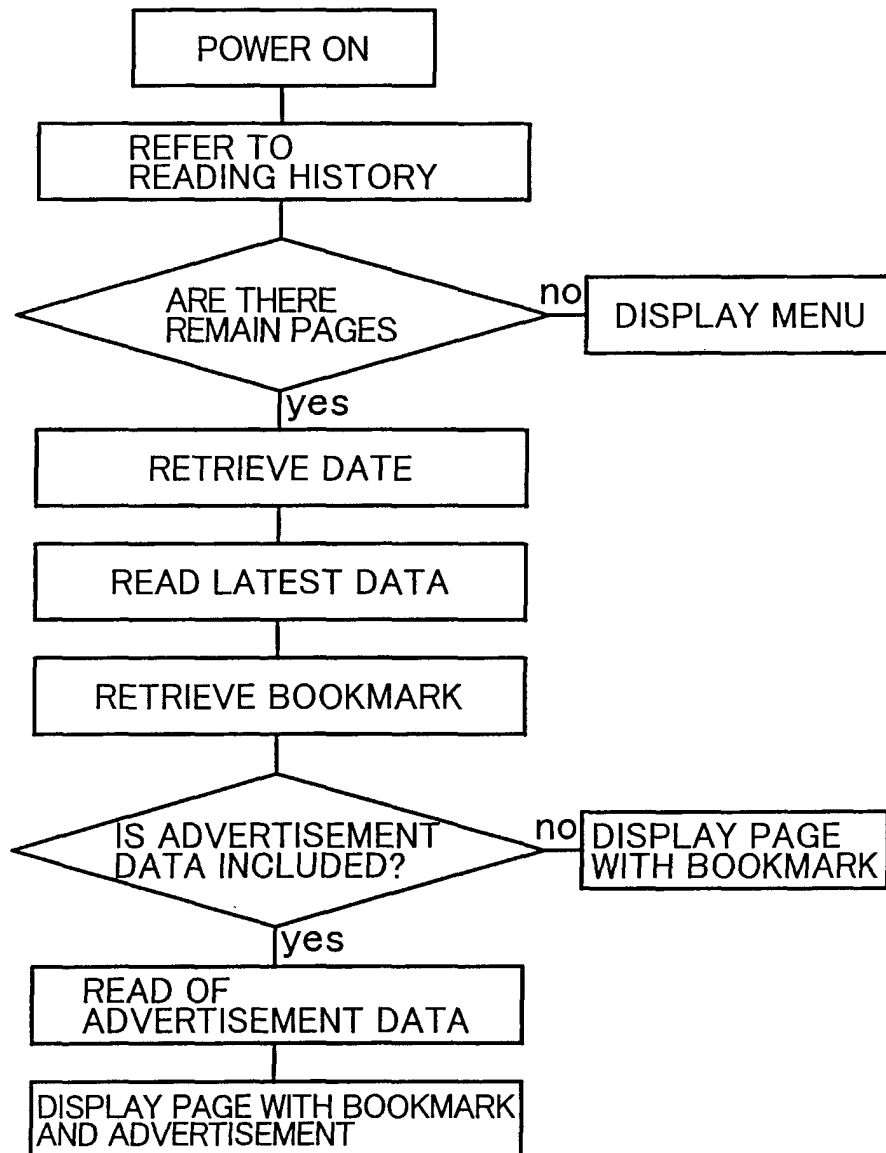 POWER ON
REFER TO
READING HISTORY
ARE THERE
REMAIN PAGES
no
DISPLAY MENU
yes
RETRIEVE DATE
READ LATEST DATA
RETRIEVE BOOKMARK
IS ADVERTISEMENT
DATA INCLUDED?
no
DISPLAY PAGE
WITH BOOKMARK
yes
READ OF
ADVERTISEMENT DATA
DISPLAY PAGE WITH BOOKMARK
AND ADVERTISEMENT